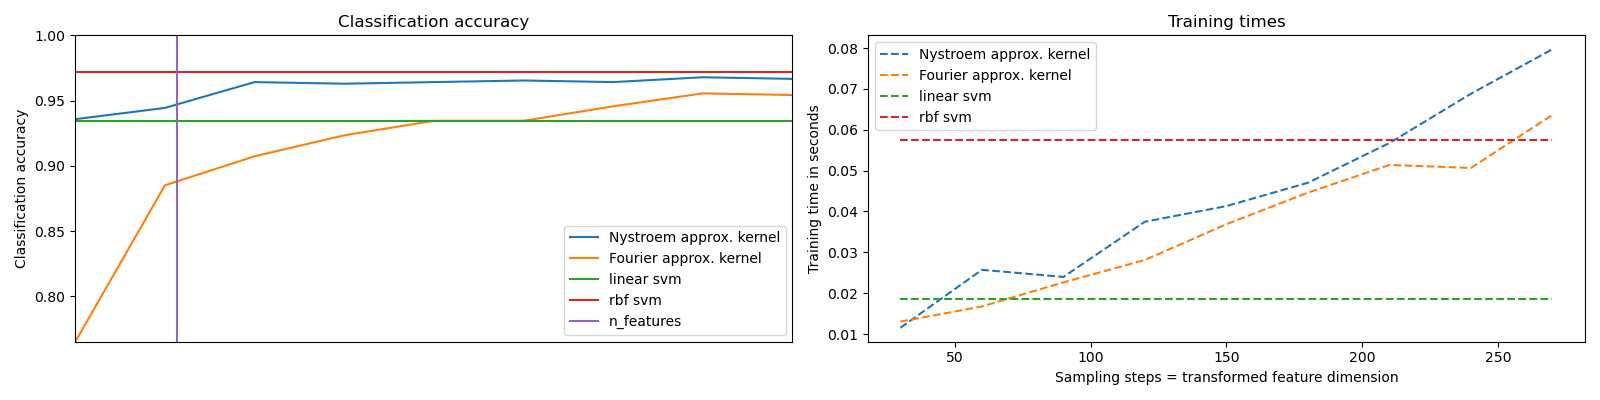 Classification accuracy
Classification accuracy
1.00
0.95
0.90
0.85
0.80
Nystroem approx. kernel
Fourier approx. kernel
linear svm
rbf svm
n_features
Training times
Training time in seconds
0.08
0.07
0.06
0.05
0.04
0.03
0.02
0.01
Nystroem approx. kernel
Fourier approx. kernel
linear svm
rbf svm
50 100 150 200 250
Sampling steps = transformed feature dimension